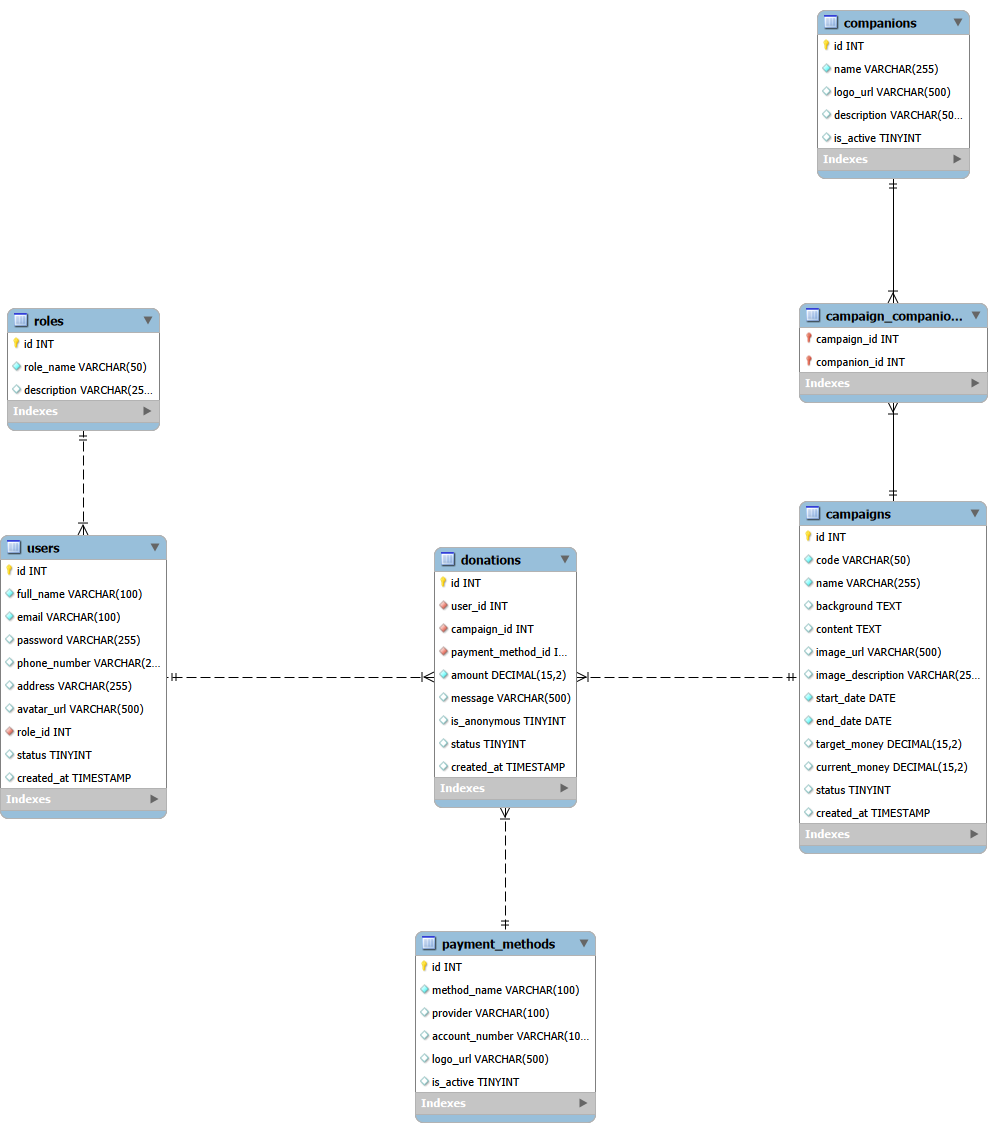 companions
id INT
name VARCHAR(255)
logo_url VARCHAR(500)
description VARCHAR(50...
is_active TINYINT
Indexes
roles
id INT
role_name VARCHAR(50)
description VARCHAR(25...
Indexes
campaign_companio...
campaign_id INT
companion_id INT
Indexes
users
id INT
full_name VARCHAR(100)
email VARCHAR(100)
password VARCHAR(255)
phone_number VARCHAR(2...
address VARCHAR(255)
avatar_url VARCHAR(500)
role_id INT
status TINYINT
created_at TIMESTAMP
Indexes
donations
id INT
user_id INT
campaign_id INT
payment_method_id I...
amount DECIMAL(15,2)
message VARCHAR(500)
is_anonymous TINYINT
status TINYINT
created_at TIMESTAMP
Indexes
campaigns
id INT
code VARCHAR(50)
name VARCHAR(255)
background TEXT
content TEXT
image_url VARCHAR(500)
image_description VARCHAR(25...
start_date DATE
end_date DATE
target_money DECIMAL(15,2)
current_money DECIMAL(15,2)
status TINYINT
created_at TIMESTAMP
Indexes
payment_methods
id INT
method_name VARCHAR(100)
provider VARCHAR(100)
account_number VARCHAR(10...
logo_url VARCHAR(500)
is_active TINYINT
Indexes